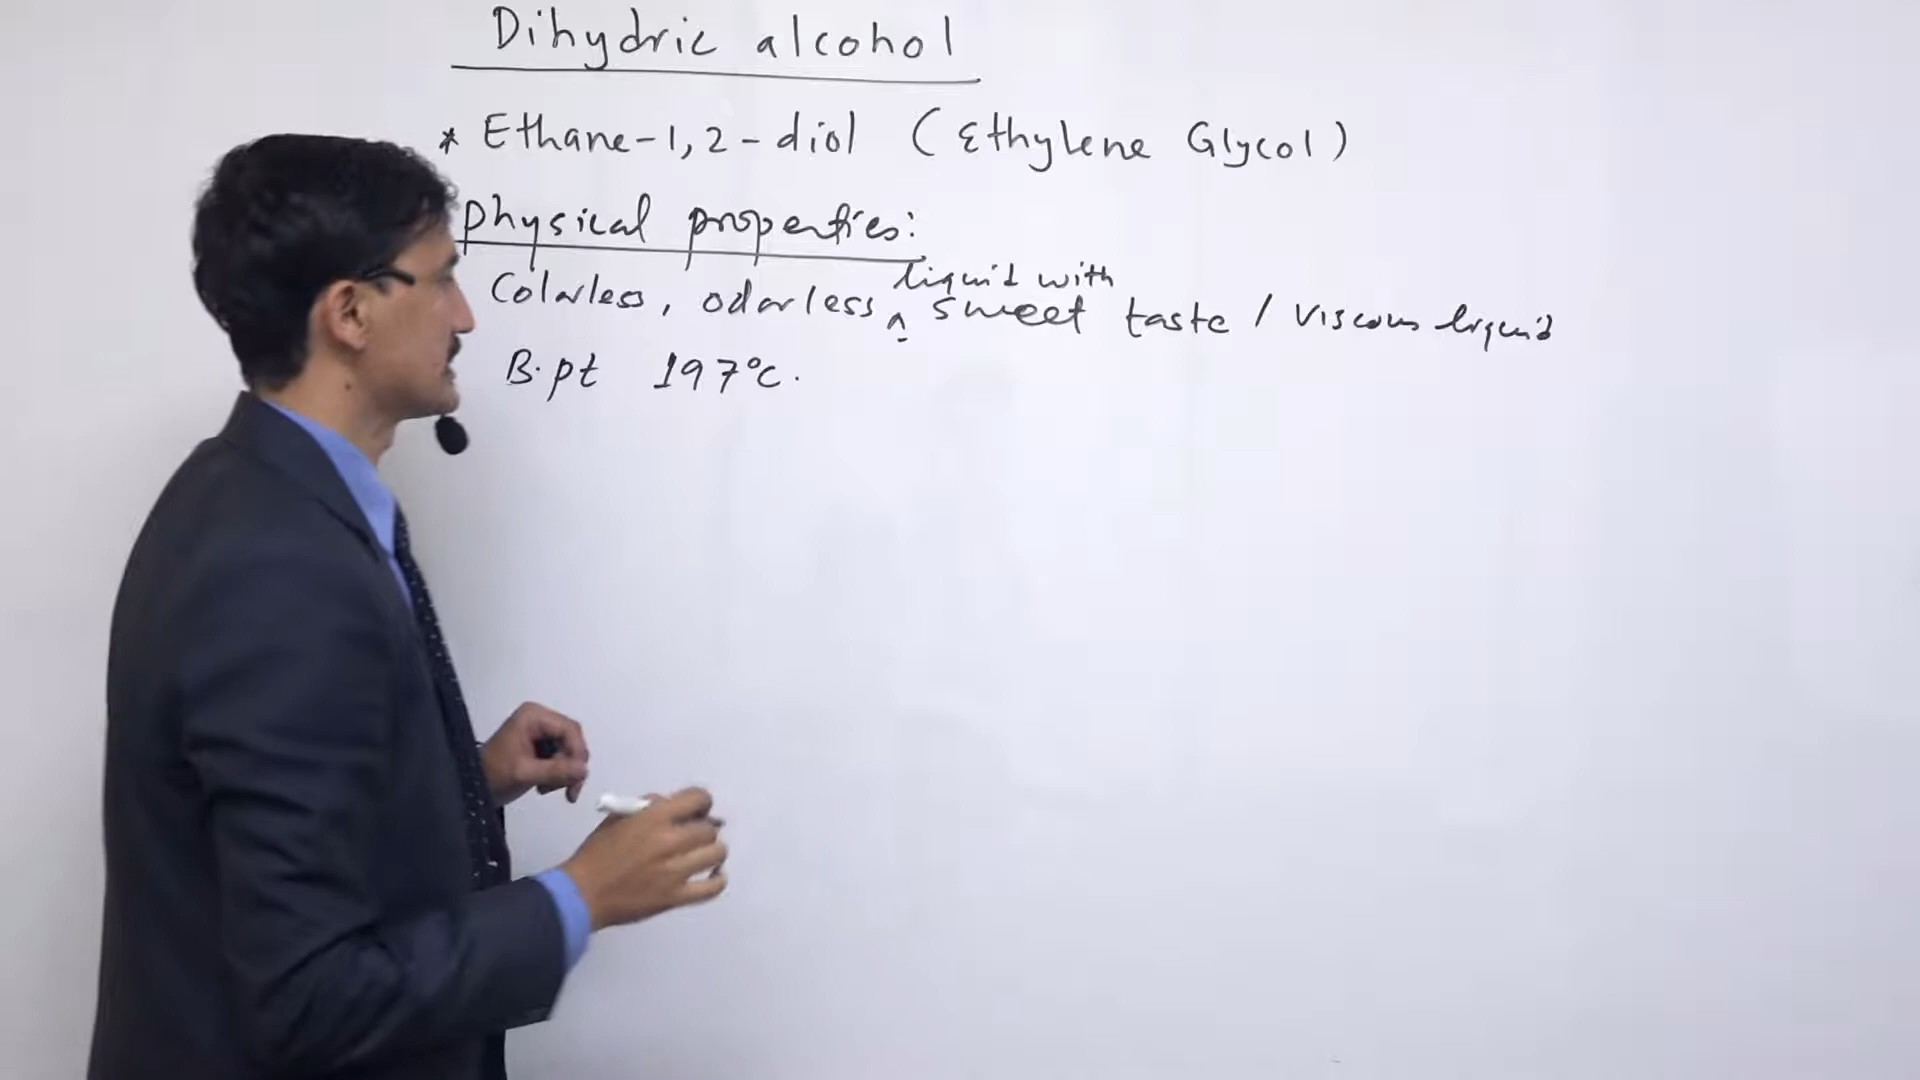 Dihydric alcohol
* Ethane-1,2-diol (Ethylene Glycol)
Physical properties:
Colorless, odorless ^ liquid with sweet taste / Viscous liquid
B.pt 197°C.